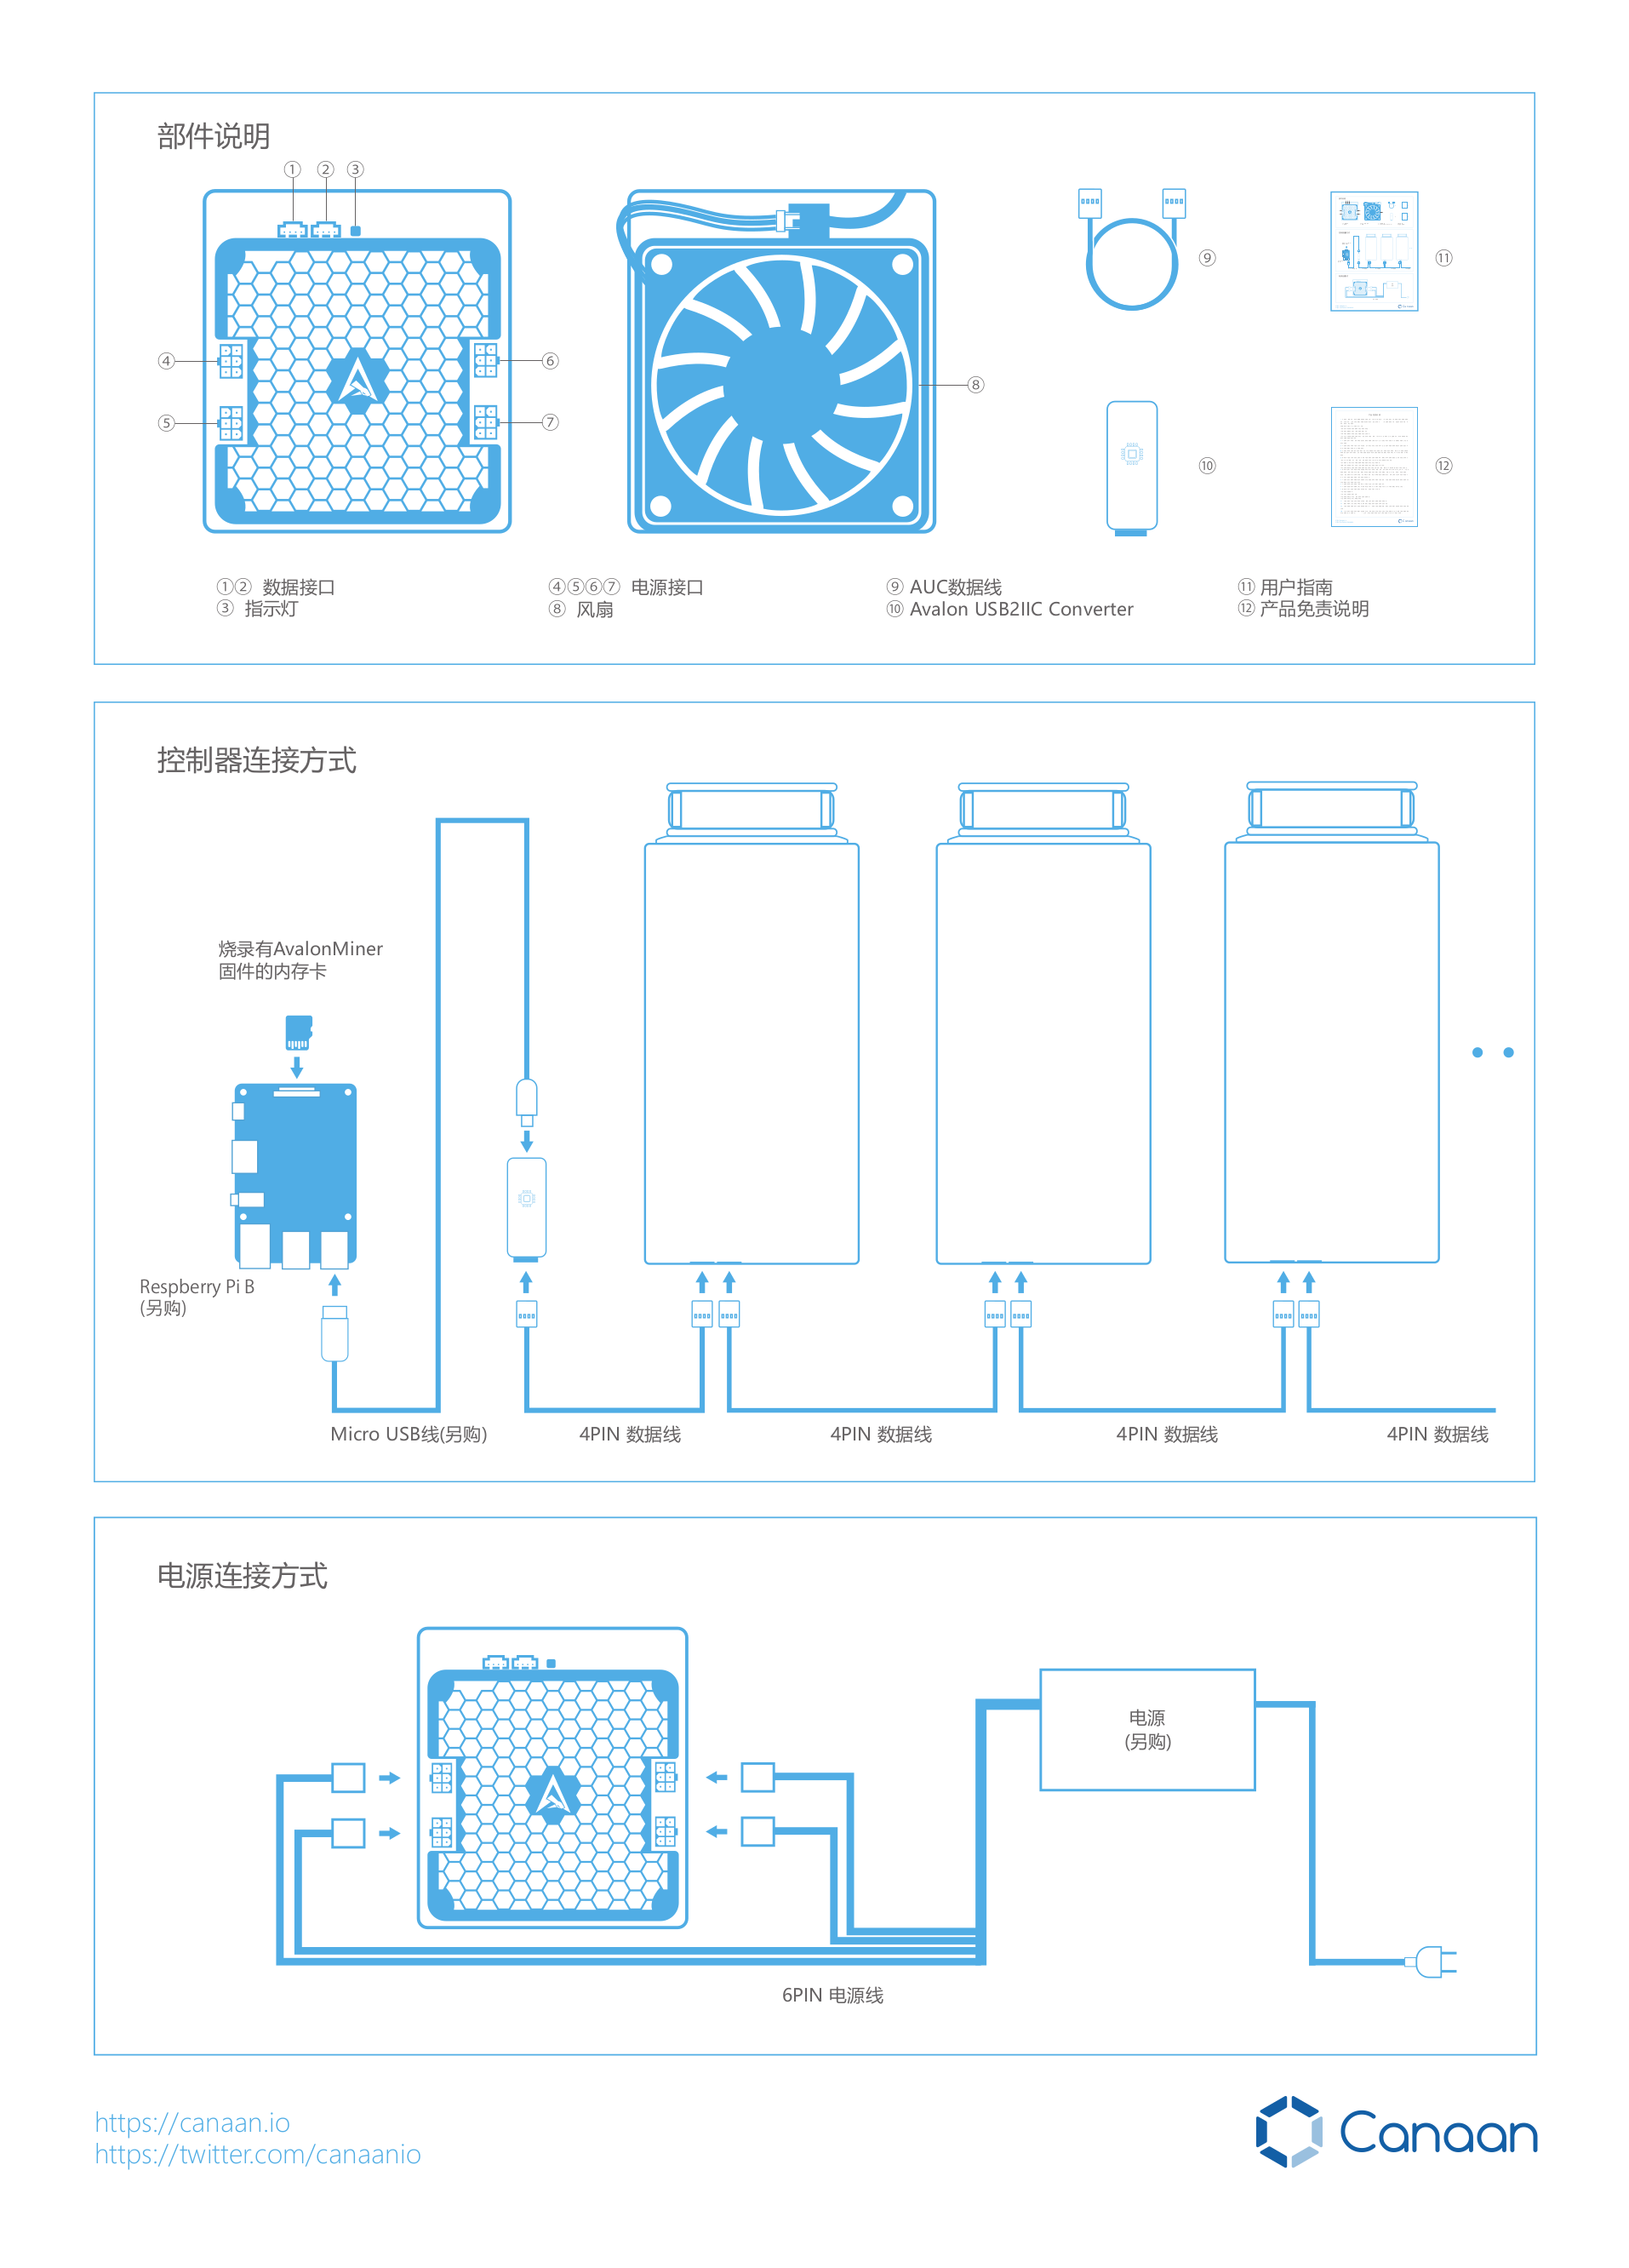 部件说明
① ② ③
④ ⑥
⑤ ⑦
⑧
⑨ ⑪
⑩ ⑫
①② 数据接口
③ 指示灯
④⑤⑥⑦ 电源接口
⑧ 风扇
⑨ AUC数据线
⑩ Avalon USB2IIC Converter
⑪ 用户指南
⑫ 产品免责说明
控制器连接方式
烧录有AvalonMiner
固件的内存卡
Respberry Pi B
(另购)
Micro USB线(另购)
4PIN 数据线
4PIN 数据线
4PIN 数据线
4PIN 数据线
电源连接方式
电源
(另购)
6PIN 电源线
https://canaan.io
https://twitter.com/canaanio
Canaan